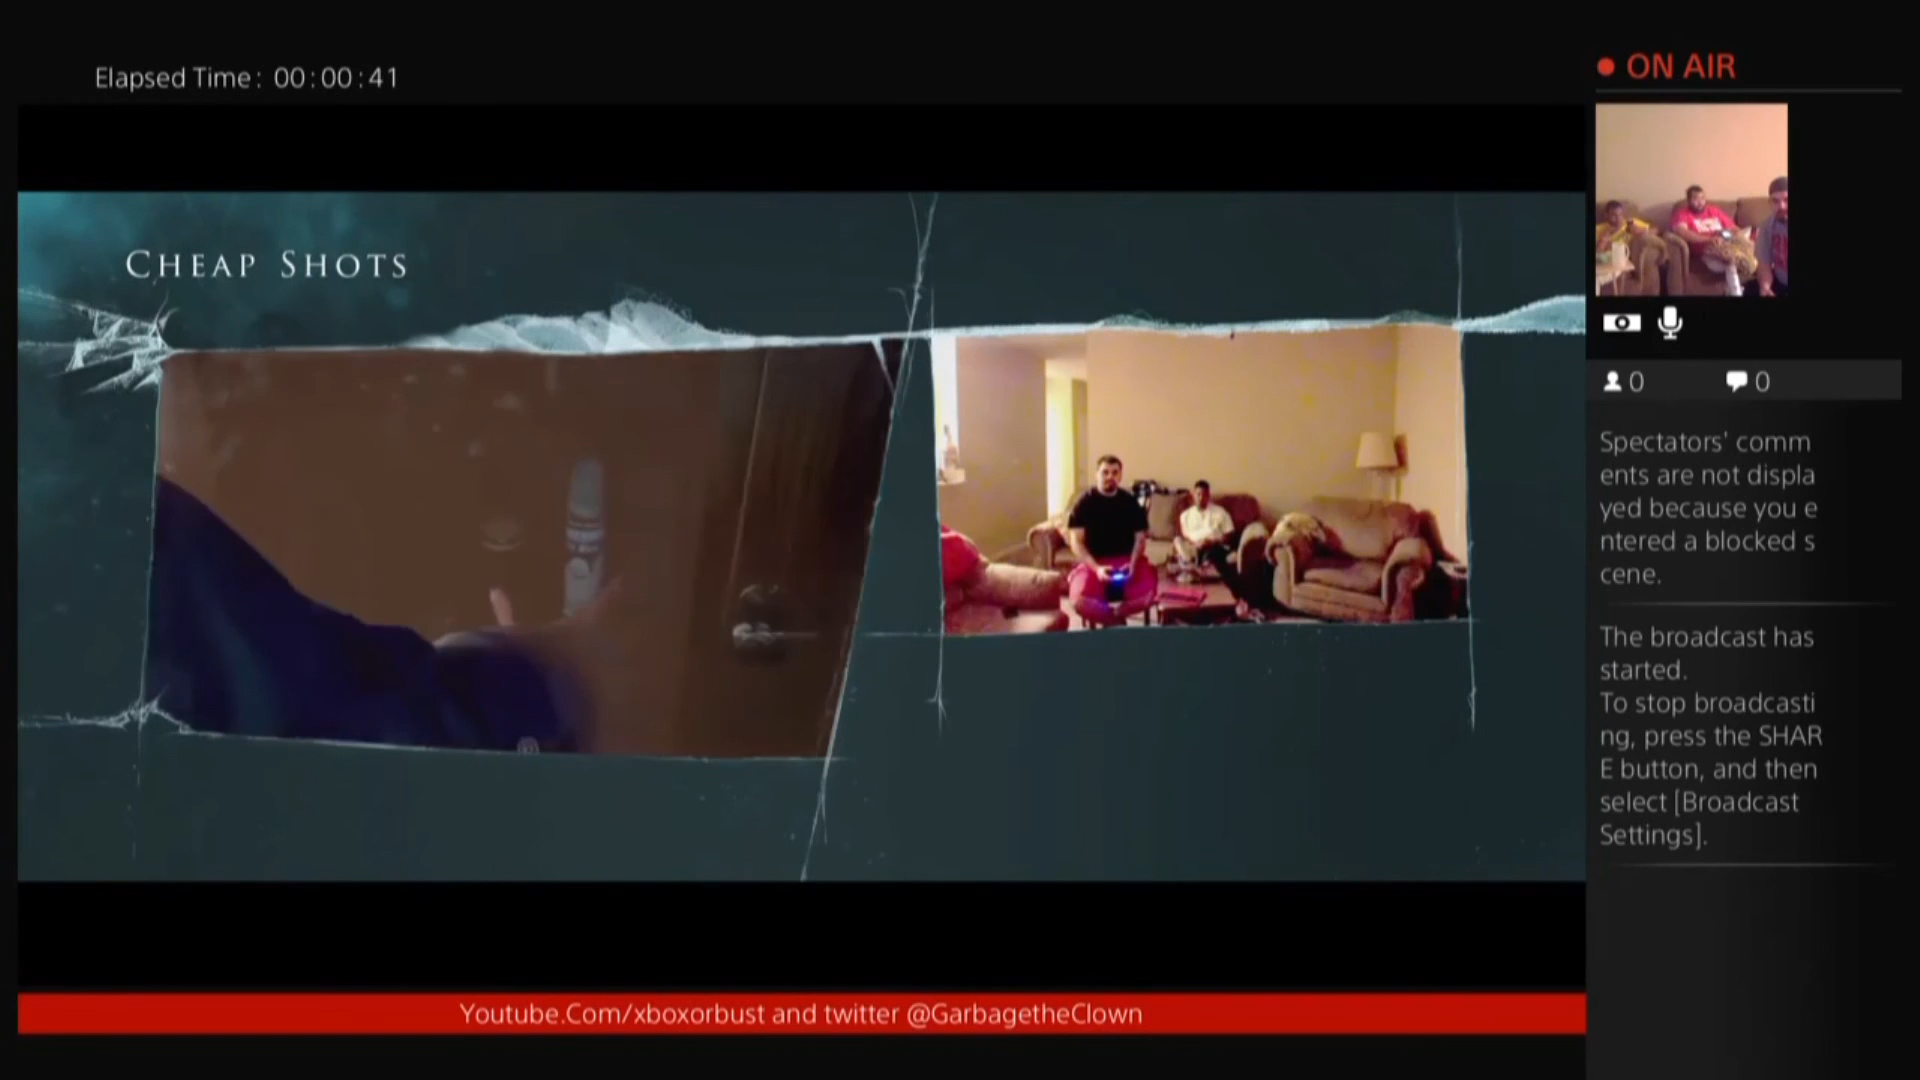 Elapsed Time: 00:00:41
ON AIR
CHEAP SHOTS
0 0
Spectators' comm
ents are not displa
yed because you e
ntered a blocked s
cene.
The broadcast has
started.
To stop broadcasti
ng, press the SHAR
E button, and then
select [Broadcast
Settings].
Youtube.Com/xboxorbust and twitter @GarbagetheClown